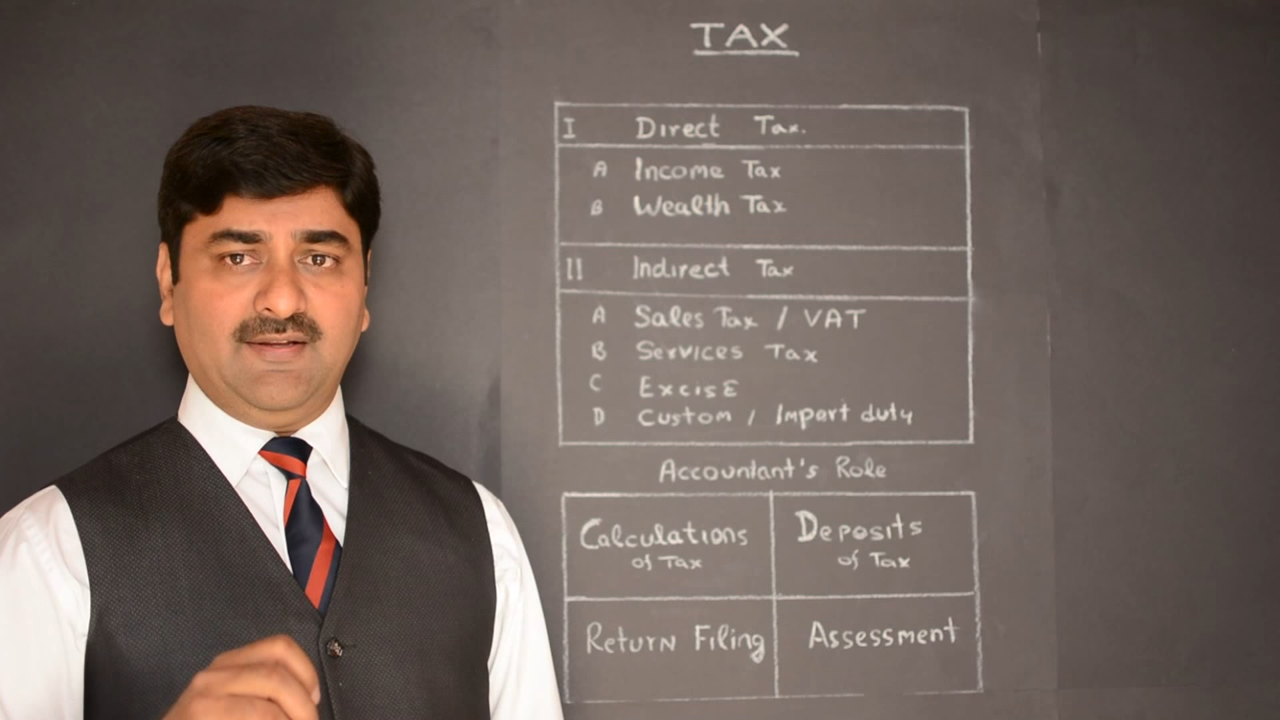 TAX
I Direct Tax.
A Income Tax
B Wealth Tax
II Indirect Tax
A Sales Tax / VAT
B Services Tax
C Excise
D Custom / Import duty
Accountant's Role
Calculations of Tax
Deposits of Tax
Return Filing
Assessment